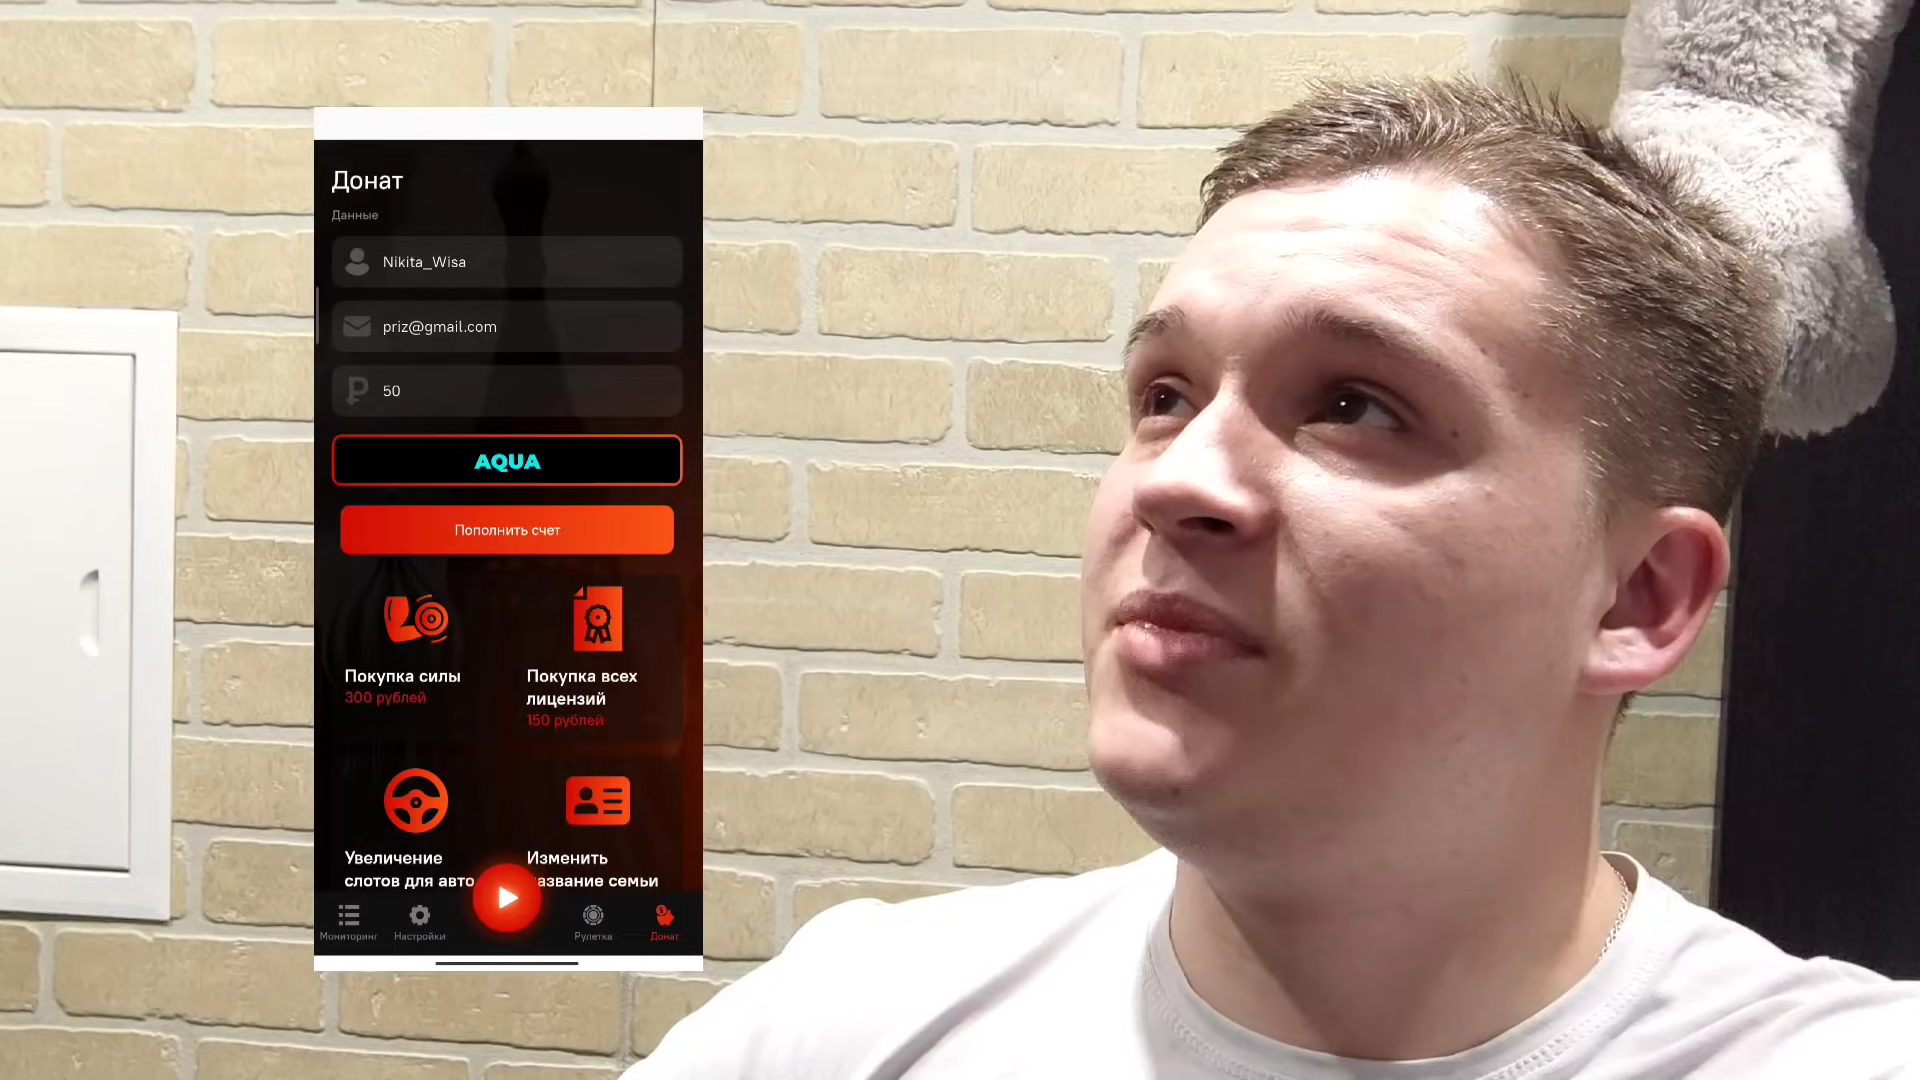 Донат
Данные
Nikita_Wisa
priz@gmail.com
50
AQUA
Пополнить счет
Покупка силы
300 рублей
Покупка всех
лицензий
150 рублей
Увеличение
слотов для авто
Изменить
название семьи
Мониторинг
Настройки
Рулетка
Донат